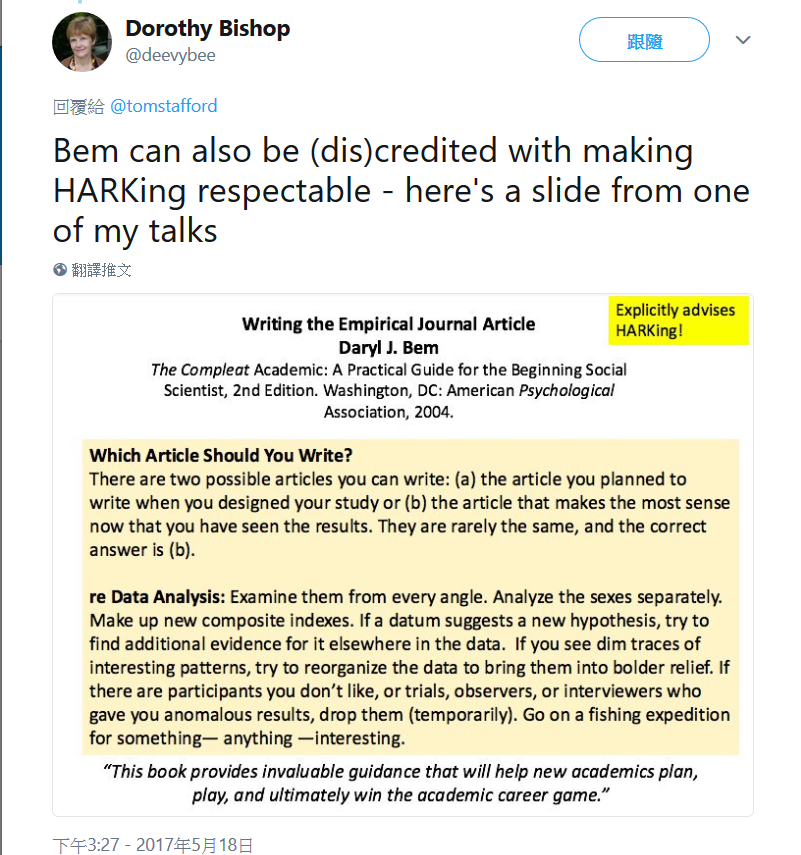 Dorothy Bishop
@deevybee
跟隨
回覆給 @tomstafford
Bem can also be (dis)credited with making
HARKing respectable - here's a slide from one
of my talks
翻譯推文
Explicitly advises
HARKing!
Writing the Empirical Journal Article
Daryl J. Bem
The Compleat Academic: A Practical Guide for the Beginning Social
Scientist, 2nd Edition. Washington, DC: American Psychological
Association, 2004.
Which Article Should You Write?
There are two possible articles you can write: (a) the article you planned to
write when you designed your study or (b) the article that makes the most sense
now that you have seen the results. They are rarely the same, and the correct
answer is (b).
re Data Analysis: Examine them from every angle. Analyze the sexes separately.
Make up new composite indexes. If a datum suggests a new hypothesis, try to
find additional evidence for it elsewhere in the data. If you see dim traces of
interesting patterns, try to reorganize the data to bring them into bolder relief. If
there are participants you don't like, or trials, observers, or interviewers who
gave you anomalous results, drop them (temporarily). Go on a fishing expedition
for something— anything —interesting.
“This book provides invaluable guidance that will help new academics plan,
play, and ultimately win the academic career game.”
下午3:27 - 2017年5月18日